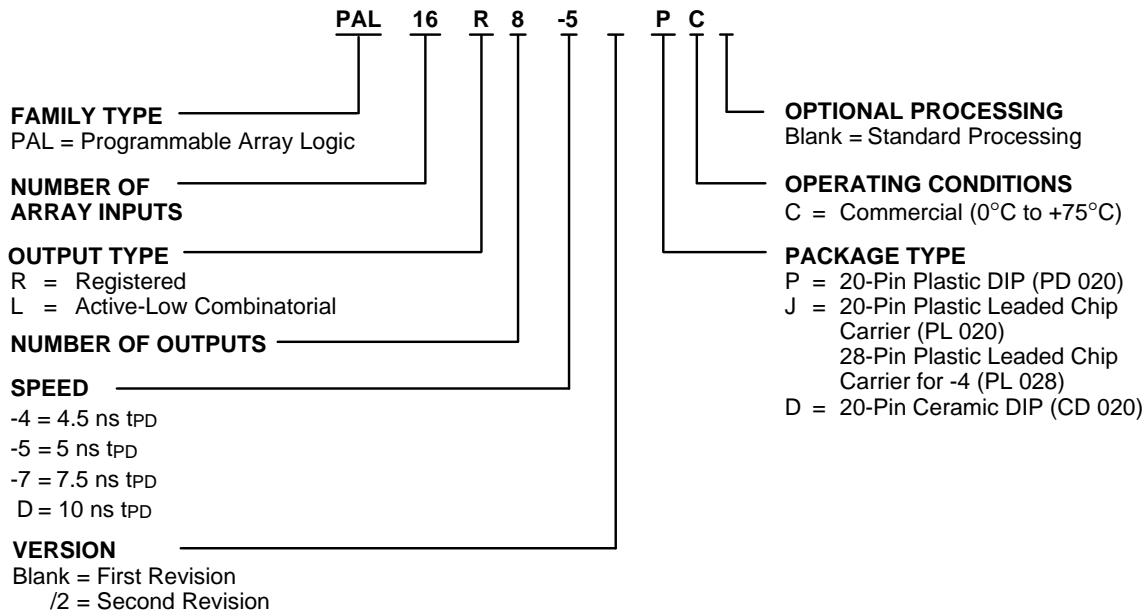 PAL 16 R 8 -5 P C
FAMILY TYPE
PAL = Programmable Array Logic
NUMBER OF
ARRAY INPUTS
OUTPUT TYPE
R = Registered
L = Active-Low Combinatorial
NUMBER OF OUTPUTS
SPEED
-4 = 4.5 ns tPD
-5 = 5 ns tPD
-7 = 7.5 ns tPD
D = 10 ns tPD
VERSION
Blank = First Revision
/2 = Second Revision
OPTIONAL PROCESSING
Blank = Standard Processing
OPERATING CONDITIONS
C = Commercial (0°C to +75°C)
PACKAGE TYPE
P = 20-Pin Plastic DIP (PD 020)
J = 20-Pin Plastic Leaded Chip
Carrier (PL 020)
28-Pin Plastic Leaded Chip
Carrier for -4 (PL 028)
D = 20-Pin Ceramic DIP (CD 020)